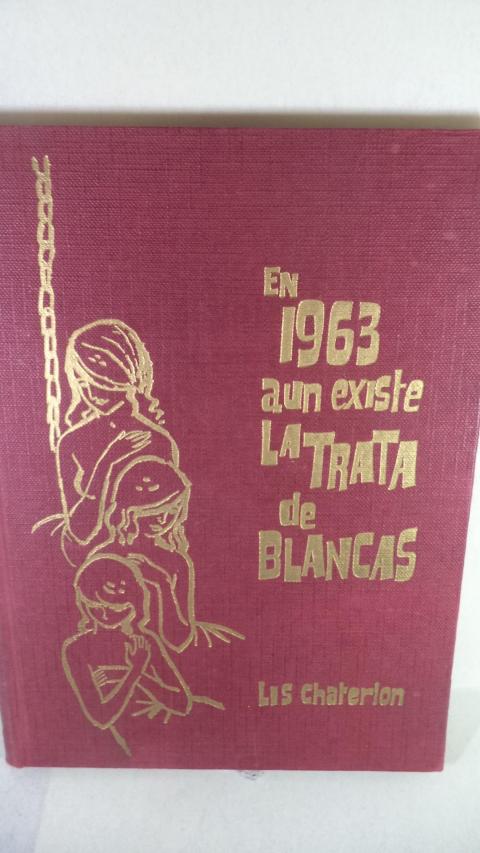 EN
1963
aun existe
LA TRATA
de
BLANCAS
LIS Chaterlon